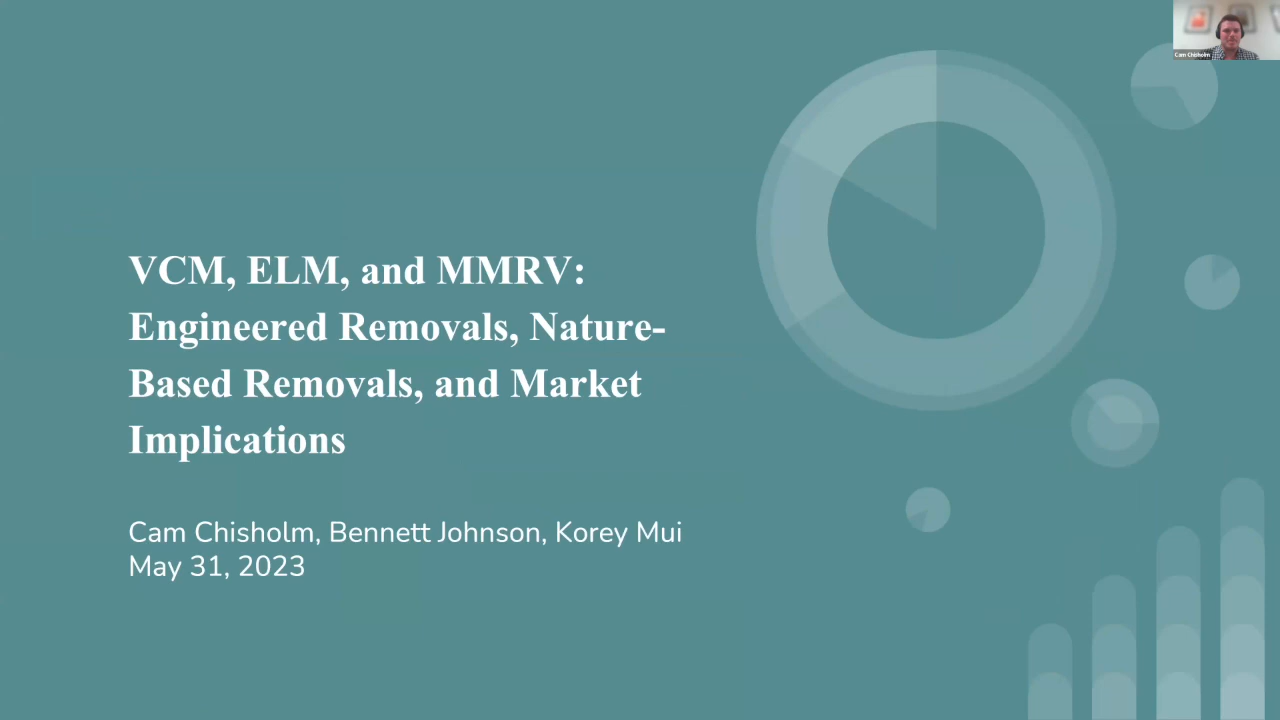 Cam Chisholm
VCM, ELM, and MMRV:
Engineered Removals, Nature-
Based Removals, and Market
Implications
Cam Chisholm, Bennett Johnson, Korey Mui
May 31, 2023